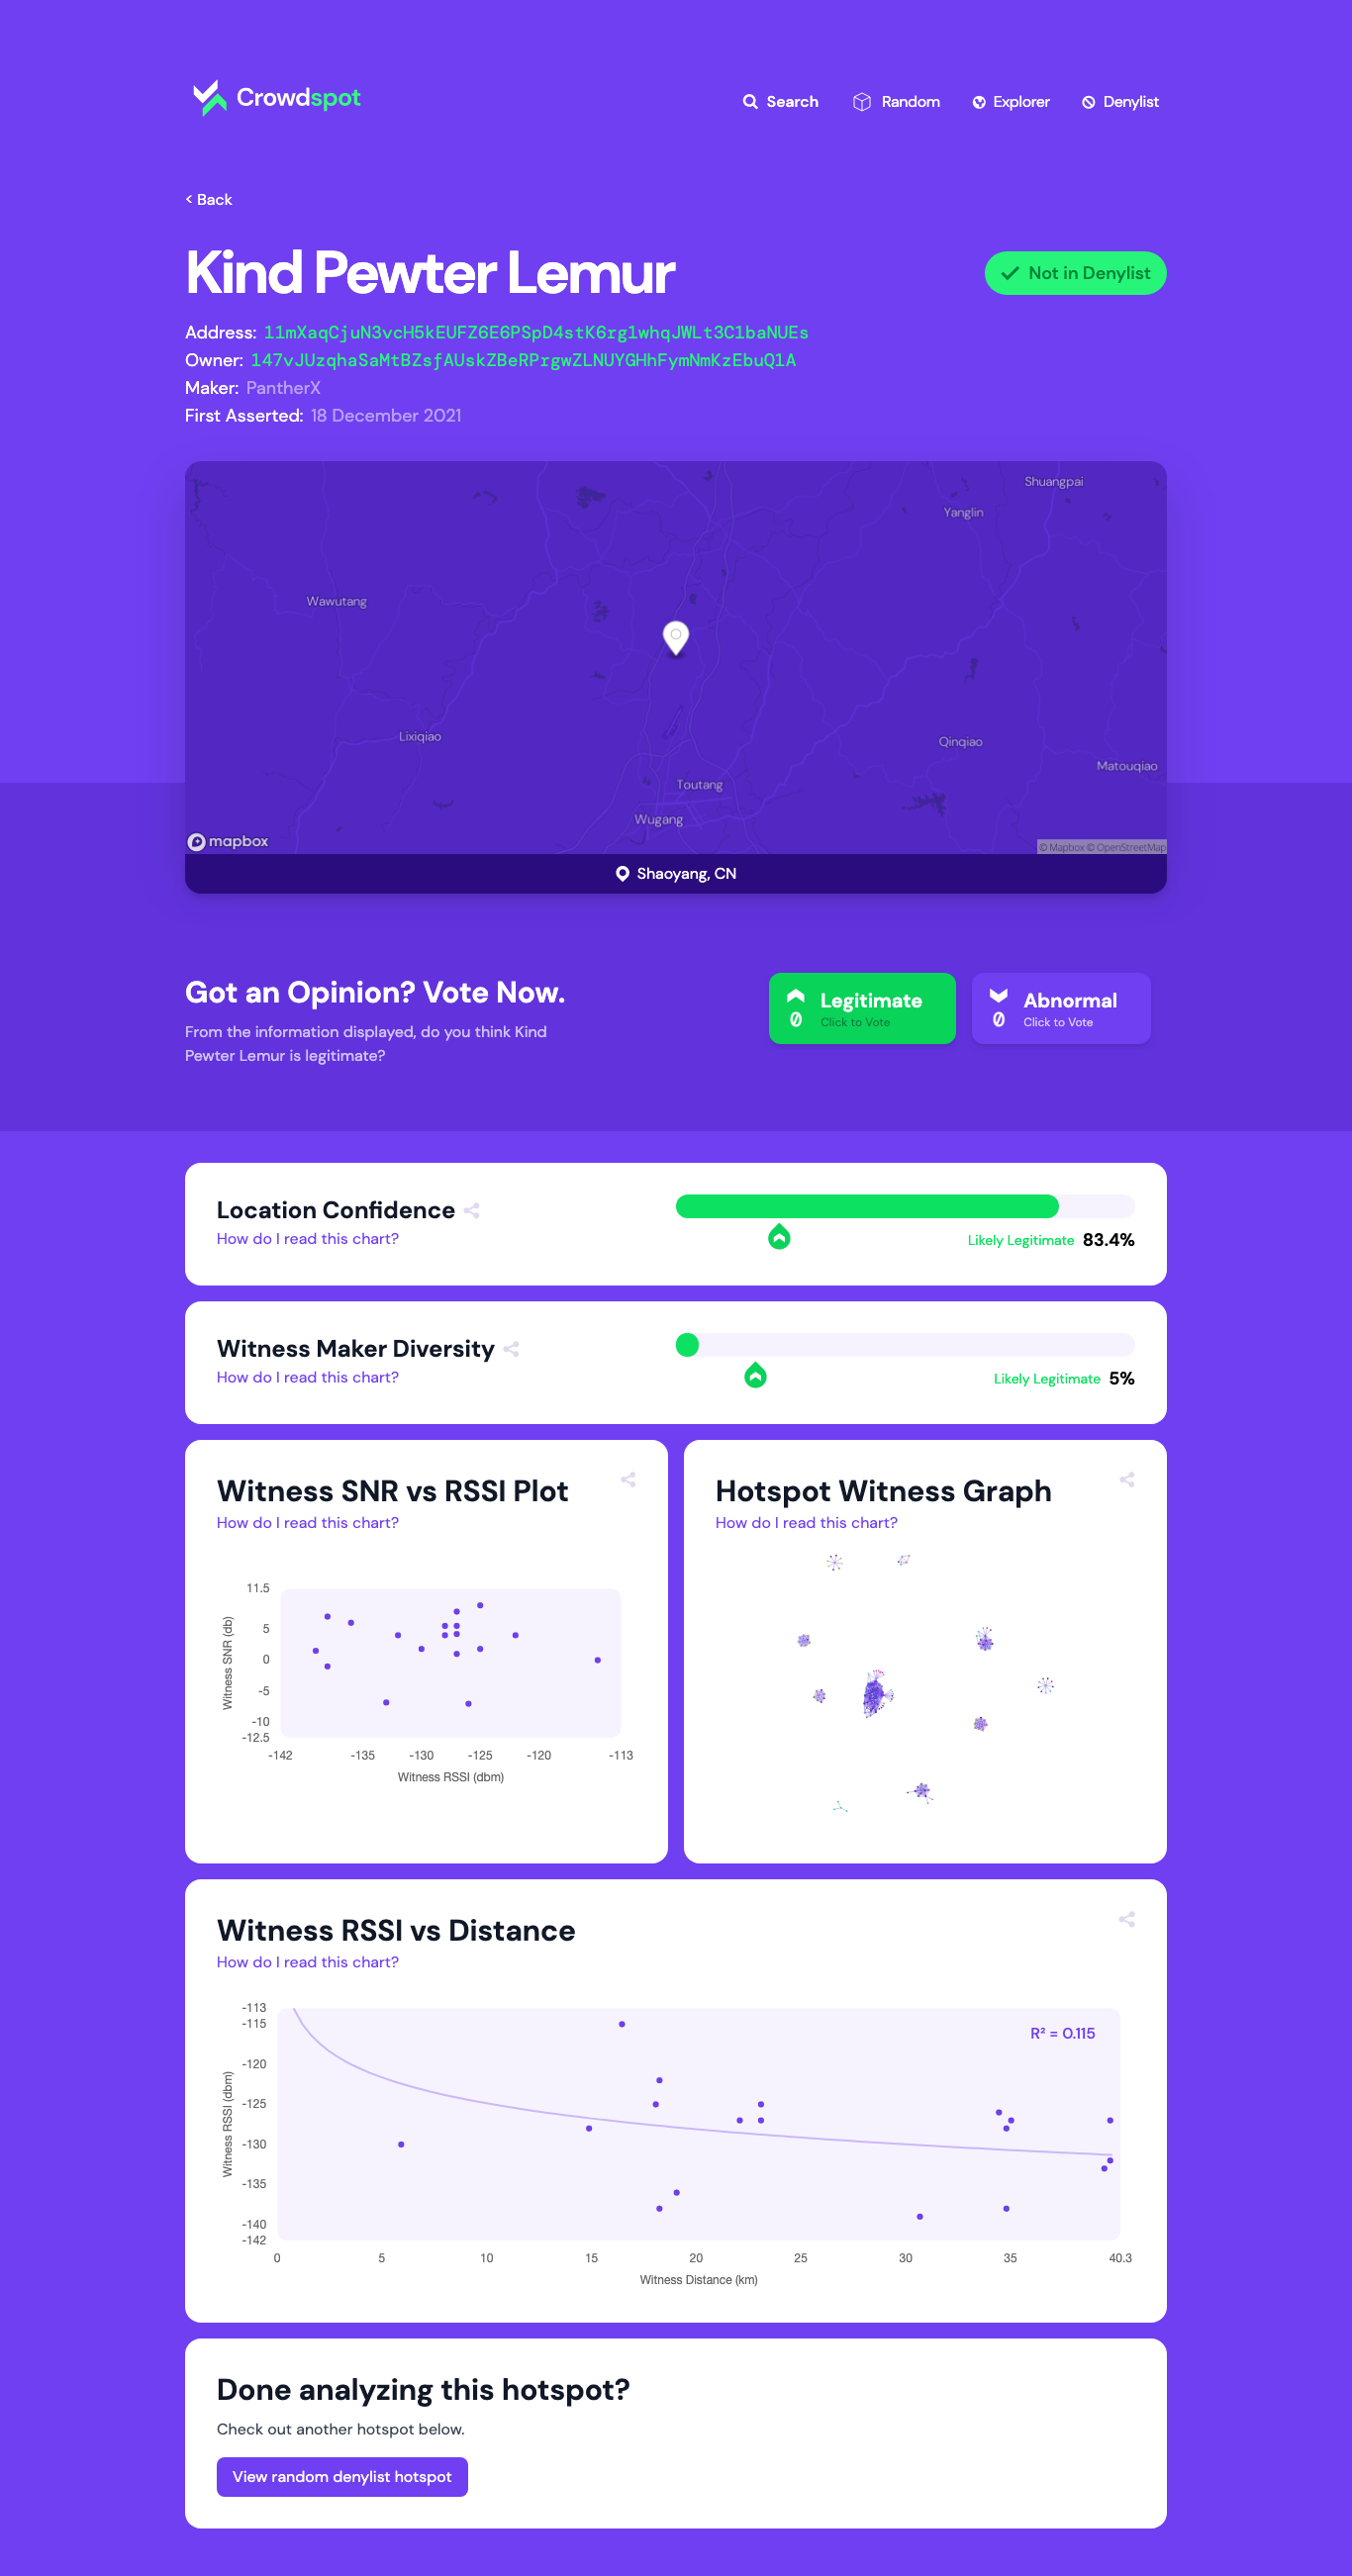 Crowdspot
Search
Random
Explorer
Denylist
< Back
Kind Pewter Lemur
Not in Denylist
Address: 11mXaqCjuN3vcH5kEUFZ6E6PSpD4stK6rg1whqJWLt3C1baNUEs
Owner: 147vJUzqhaSaMtBZsfAUskZBeRPrgwZLNUYGHhFymNmKzEbuQ1A
Maker: PantherX
First Asserted: 18 December 2021
Shuangpai
Yanglin
Wawutang
Lixiqiao
Qinqiao
Matouqiao
Toutang
Wugang
mapbox
© Mapbox © OpenStreetMap
Shaoyang, CN
Got an Opinion? Vote Now.
From the information displayed, do you think Kind
Pewter Lemur is legitimate?
Legitimate
0
Click to Vote
Abnormal
0
Click to Vote
Location Confidence
How do I read this chart?
Likely Legitimate 83.4%
Witness Maker Diversity
How do I read this chart?
Likely Legitimate 5%
Witness SNR vs RSSI Plot
How do I read this chart?
11.5
5
0
-5
-10
-12.5
Witness SNR (db)
-142 -135 -130 -125 -120 -113
Witness RSSI (dbm)
Hotspot Witness Graph
How do I read this chart?
Witness RSSI vs Distance
How do I read this chart?
R² = 0.115
-113
-115
-120
-125
-130
-135
-140
-142
Witness RSSI (dbm)
0 5 10 15 20 25 30 35 40.3
Witness Distance (km)
Done analyzing this hotspot?
Check out another hotspot below.
View random denylist hotspot